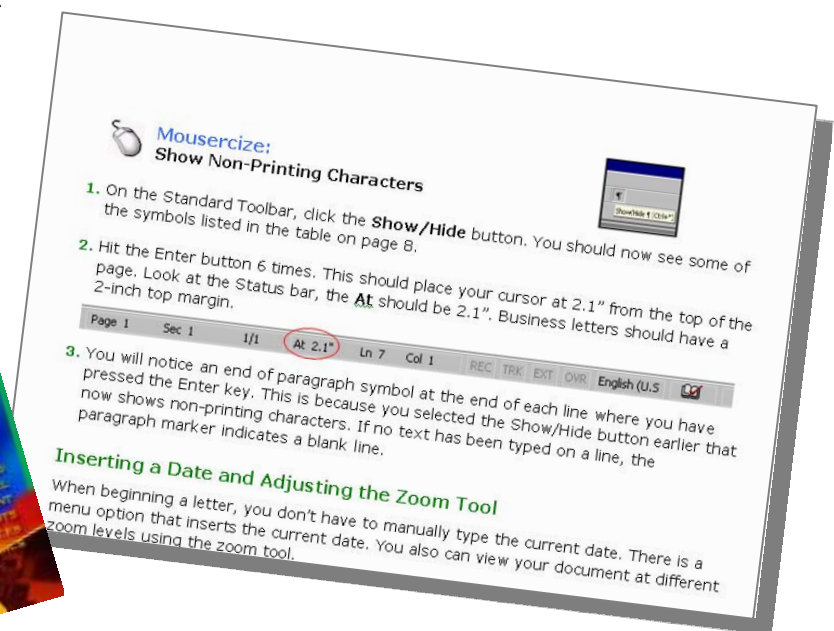 Mousercize:
Show Non-Printing Characters
1. On the Standard Toolbar, click the Show/Hide button. You should now see some of
the symbols listed in the table on page 8.
Show/Hide ¶ (Ctrl+*)
2. Hit the Enter button 6 times. This should place your cursor at 2.1” from the top of the
page. Look at the Status bar, the At should be 2.1”. Business letters should have a
2-inch top margin.
Page 1 Sec 1 1/1 At 2.1" Ln 7 Col 1 REC TRK EXT OVR English (U.S
3. You will notice an end of paragraph symbol at the end of each line where you have
pressed the Enter key. This is because you selected the Show/Hide button earlier that
now shows non-printing characters. If no text has been typed on a line, the
paragraph marker indicates a blank line.
Inserting a Date and Adjusting the Zoom Tool
When beginning a letter, you don’t have to manually type the current date. There is a
menu option that inserts the current date. You also can view your document at different
zoom levels using the zoom tool.